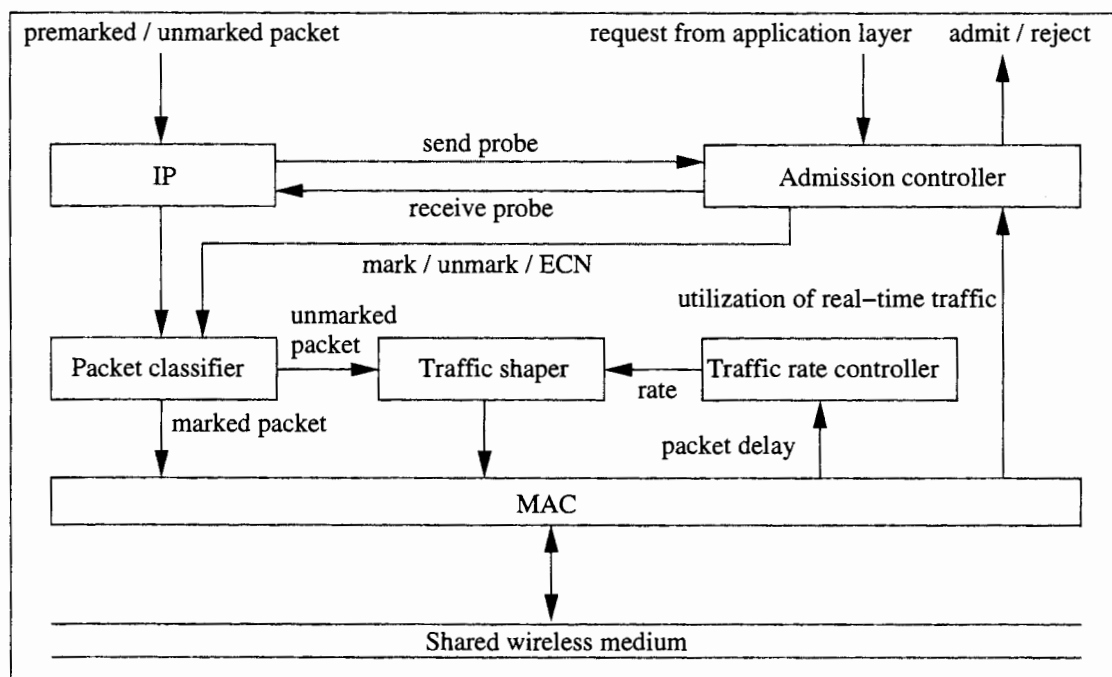 premarked / unmarked packet
request from application layer
admit / reject
send probe
IP
Admission controller
receive probe
mark / unmark / ECN
utilization of real-time traffic
unmarked
packet
Packet classifier
Traffic shaper
Traffic rate controller
rate
marked packet
packet delay
MAC
Shared wireless medium